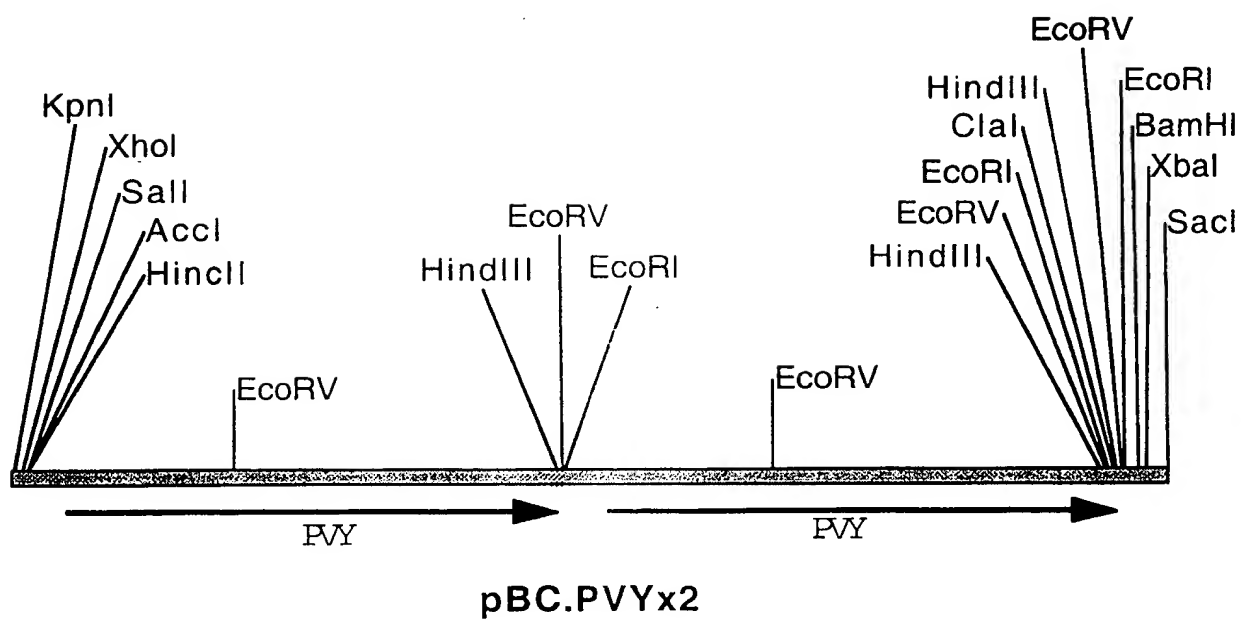 EcoRV
KpnI
HindIII
EcoRI
XhoI
ClaI
BamHI
SalI
EcoRI
XbaI
AccI
EcoRV
EcoRV
SacI
HincII
HindIII
EcoRI
HindIII
EcoRV
EcoRV
PVY
PVY
pBC.PVYx2